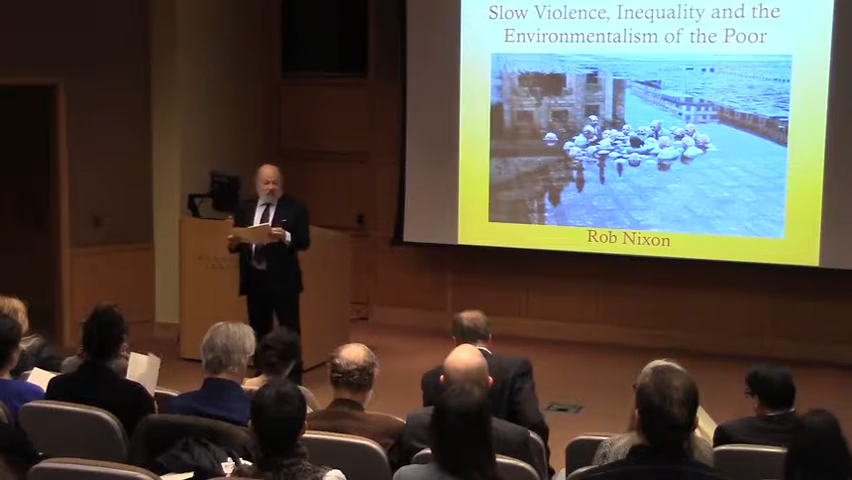 Slow Violence, Inequality and the
Environmentalism of the Poor
Rob Nixon